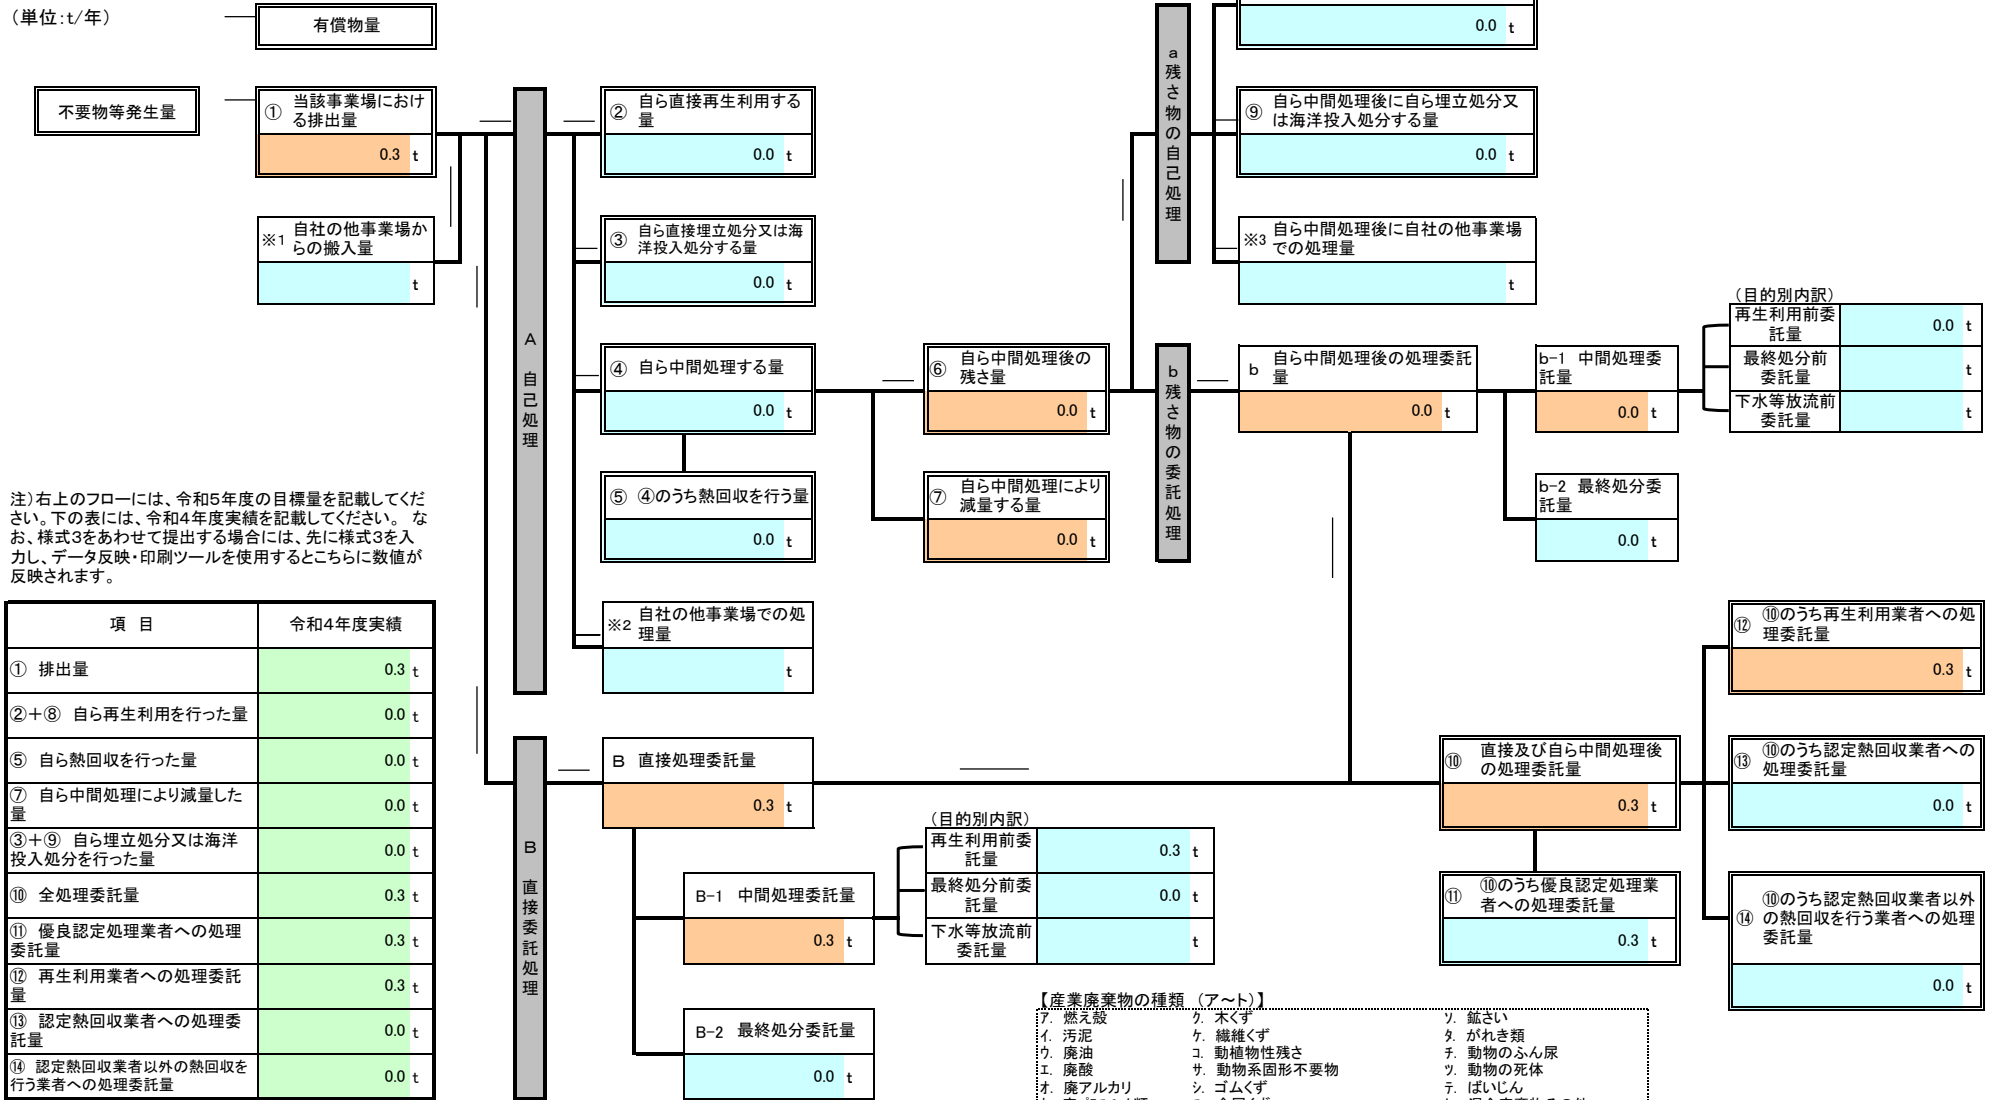 （単位:t/年）
有償物量
不要物等発生量
① 当該事業場におけ
る排出量
0.3 t
※1 自社の他事業場か
らの搬入量
t
A 自己処理
② 自ら直接再生利用する
量
0.0 t
③ 自ら直接埋立処分又は海
洋投入処分する量
0.0 t
④ 自ら中間処理する量
0.0 t
⑤ ④のうち熱回収を行う量
0.0 t
※2 自社の他事業場での処
理量
t
⑥ 自ら中間処理後の
残さ量
0.0 t
⑦ 自ら中間処理により
減量する量
0.0 t
a 残さ物の自己処理
0.0 t
⑨ 自ら中間処理後に自ら埋立処分又
は海洋投入処分する量
0.0 t
※3 自ら中間処理後に自社の他事業場
での処理量
t
b 残さ物の委託処理
b 自ら中間処理後の処理委託
量
0.0 t
b-1 中間処理委
託量
0.0 t
b-2 最終処分委
託量
0.0 t
（目的別内訳）
再生利用前委
託量
0.0 t
最終処分前
委託量
t
下水等放流前
委託量
t
注）右上のフローには、令和5年度の目標量を記載してくだ
さい。下の表には、令和4年度実績を記載してください。 な
お、様式3をあわせて提出する場合には、先に様式3を入
力し、データ反映・印刷ツールを使用するとこちらに数値が
反映されます。
項 目 令和4年度実績
① 排出量 0.3 t
②＋⑧ 自ら再生利用を行った量 0.0 t
⑤ 自ら熱回収を行った量 0.0 t
⑦ 自ら中間処理により減量した
量 0.0 t
③＋⑨ 自ら埋立処分又は海洋
投入処分を行った量 0.0 t
⑩ 全処理委託量 0.3 t
⑪ 優良認定処理業者への処理
委託量 0.3 t
⑫ 再生利用業者への処理委託
量 0.3 t
⑬ 認定熱回収業者への処理委
託量 0.0 t
⑭ 認定熱回収業者以外の熱回収を
行う業者への処理委託量 0.0 t
B 直接委託処理
B 直接処理委託量
0.3 t
B-1 中間処理委託量
0.3 t
B-2 最終処分委託量
0.0 t
（目的別内訳）
再生利用前委
託量
0.3 t
最終処分前委
託量
0.0 t
下水等放流前
委託量
t
⑩ 直接及び自ら中間処理後
の処理委託量
0.3 t
⑪ ⑩のうち優良認定処理業
者への処理委託量
0.3 t
⑫ ⑩のうち再生利用業者への処
理委託量
0.3 t
⑬ ⑩のうち認定熱回収業者への
処理委託量
0.0 t
⑭ ⑩のうち認定熱回収業者以外
の熱回収を行う業者への処理
委託量
0.0 t
【産業廃棄物の種類 （ア～ト）】
ア. 燃え殻 ク. 木くず ソ. 鉱さい
イ. 汚泥 ケ. 繊維くず タ. がれき類
ウ. 廃油 コ. 動植物性残さ チ. 動物のふん尿
エ. 廃酸 サ. 動物系固形不要物 ツ. 動物の死体
オ. 廃アルカリ シ. ゴムくず テ. ばいじん